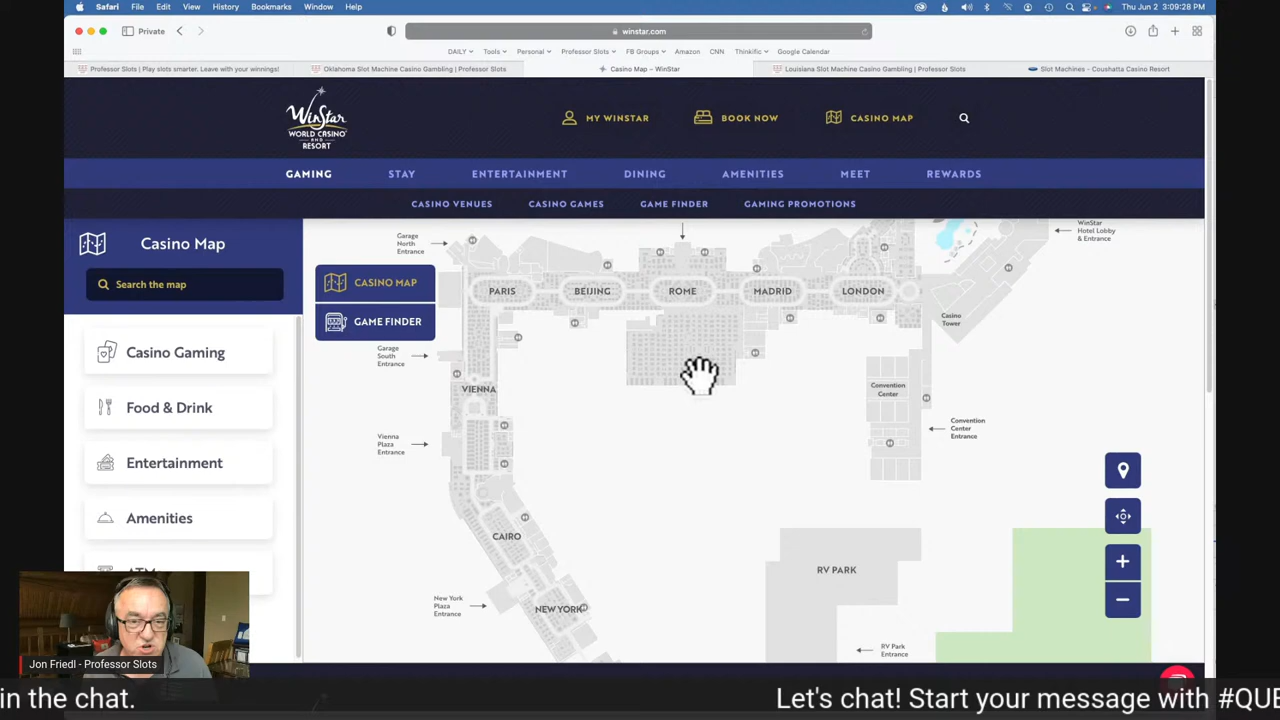 Safari File Edit View History Bookmarks Window Help Thu Jun 2 3:09:28 PM
Private winstar.com
DAILY Tools Personal Professor Slots FB Groups Amazon CNN Thinkific Google Calendar
Professor Slots | Play slots smarter. Leave with your winnings! Oklahoma Slot Machine Casino Gambling | Professor Slots Casino Map – WinStar Louisiana Slot Machine Casino Gambling | Professor Slots Slot Machines - Coushatta Casino Resort
WinStar
WORLD CASINO
AND
RESORT
MY WINSTAR BOOK NOW CASINO MAP
GAMING STAY ENTERTAINMENT DINING AMENITIES MEET REWARDS
CASINO VENUES CASINO GAMES GAME FINDER GAMING PROMOTIONS
Casino Map
Search the map
Casino Gaming
Food & Drink
Entertainment
Amenities
ATMs
CASINO MAP
GAME FINDER
Garage
North
Entrance
WinStar
Hotel Lobby
& Entrance
PARIS BEIJING ROME MADRID LONDON
Casino
Tower
Garage
South
Entrance
VIENNA
Convention
Center
Vienna
Plaza
Entrance
Convention
Center
Entrance
CAIRO
RV PARK
New York
Plaza
Entrance
NEW YORK
RV Park
Entrance
Jon Friedl - Professor Slots
in the chat. Let's chat! Start your message with #QUE